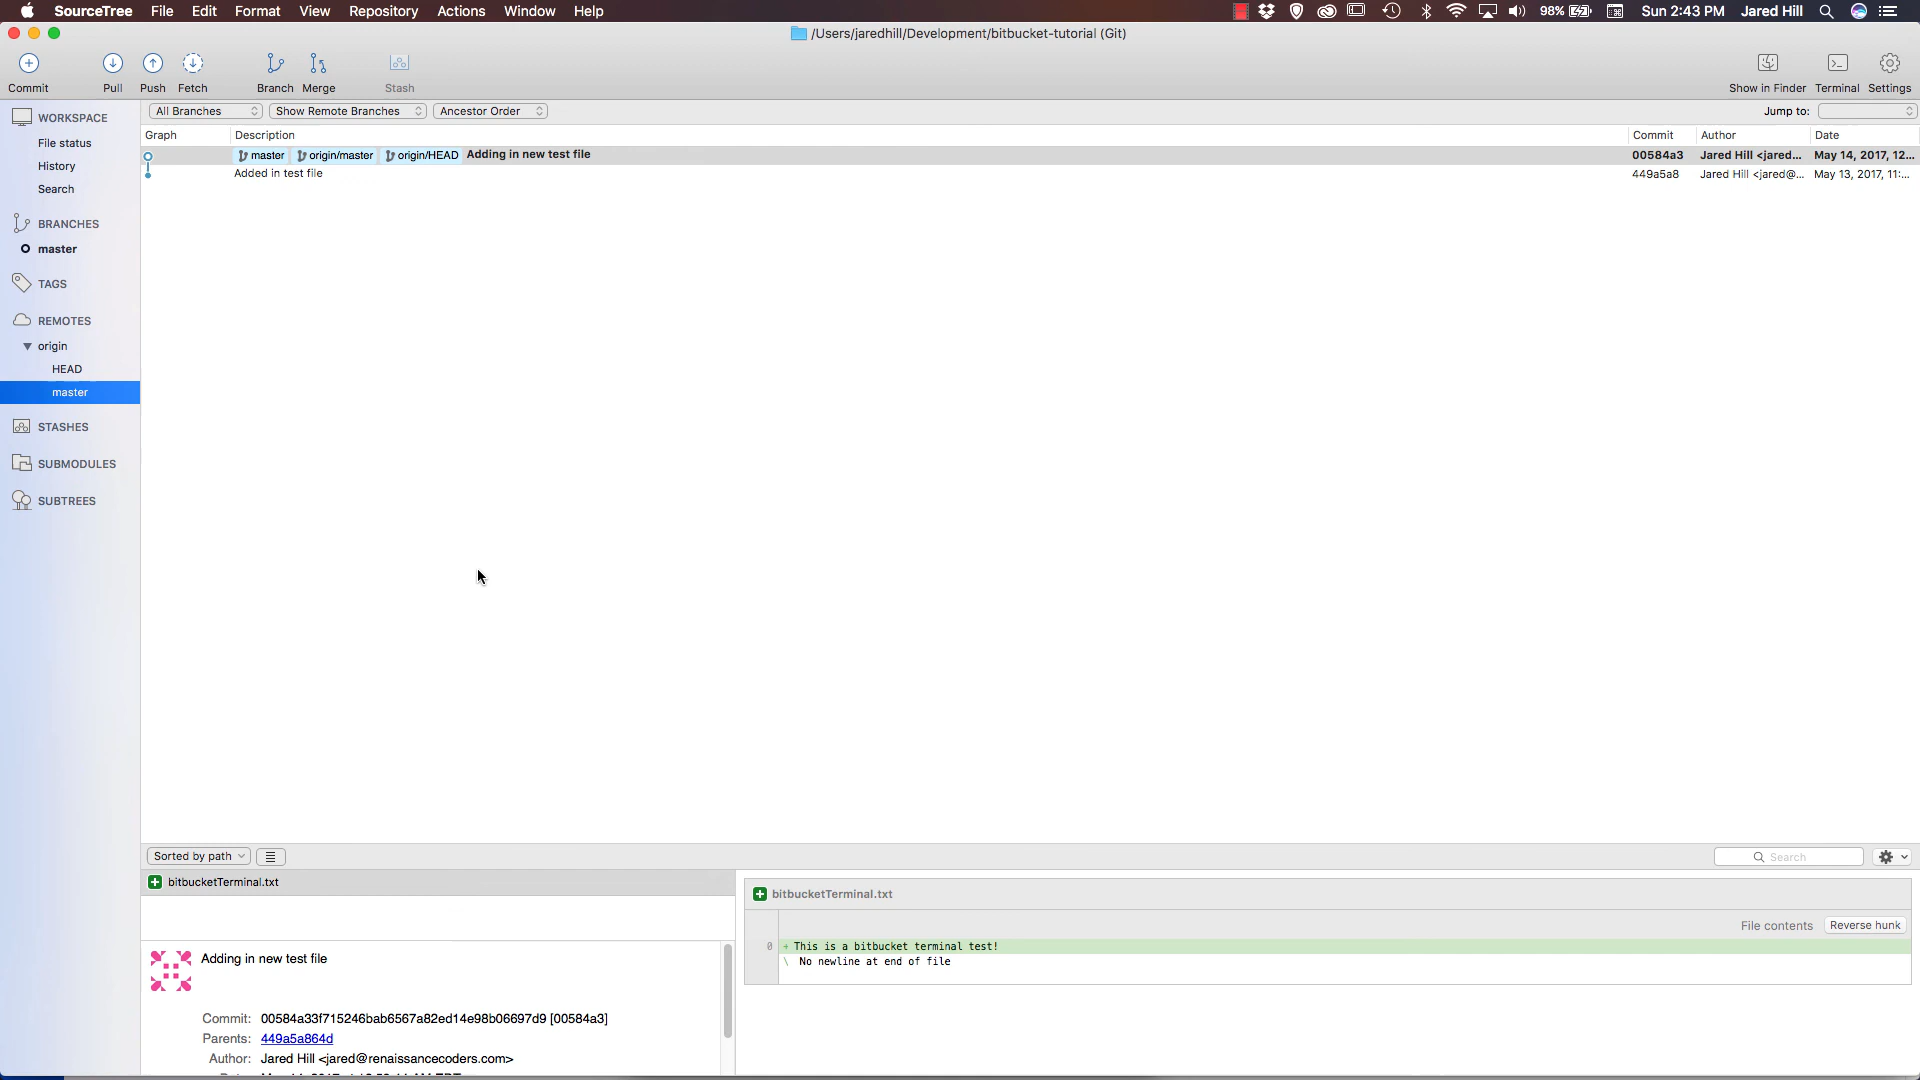 SourceTree File Edit Format View Repository Actions Window Help 98% Sun 2:43 PM Jared Hill
/Users/jaredhill/Development/bitbucket-tutorial (Git)
Commit Pull Push Fetch Branch Merge Stash Show in Finder Terminal Settings
All Branches Show Remote Branches Ancestor Order Jump to:
Graph Description Commit Author Date
master origin/master origin/HEAD Adding in new test file 00584a3 Jared Hill <jared... May 14, 2017, 12...
Added in test file 449a5a8 Jared Hill <jared@... May 13, 2017, 11:...
WORKSPACE
File status
History
Search
BRANCHES
master
TAGS
REMOTES
origin
HEAD
master
STASHES
SUBMODULES
SUBTREES
Sorted by path Search
bitbucketTerminal.txt
Adding in new test file
Commit: 00584a33f715246bab6567a82ed14e98b06697d9 [00584a3]
Parents: 449a5a864d
Author: Jared Hill <jared@renaissancecoders.com>
bitbucketTerminal.txt
File contents Reverse hunk
0 + This is a bitbucket terminal test!
\ No newline at end of file